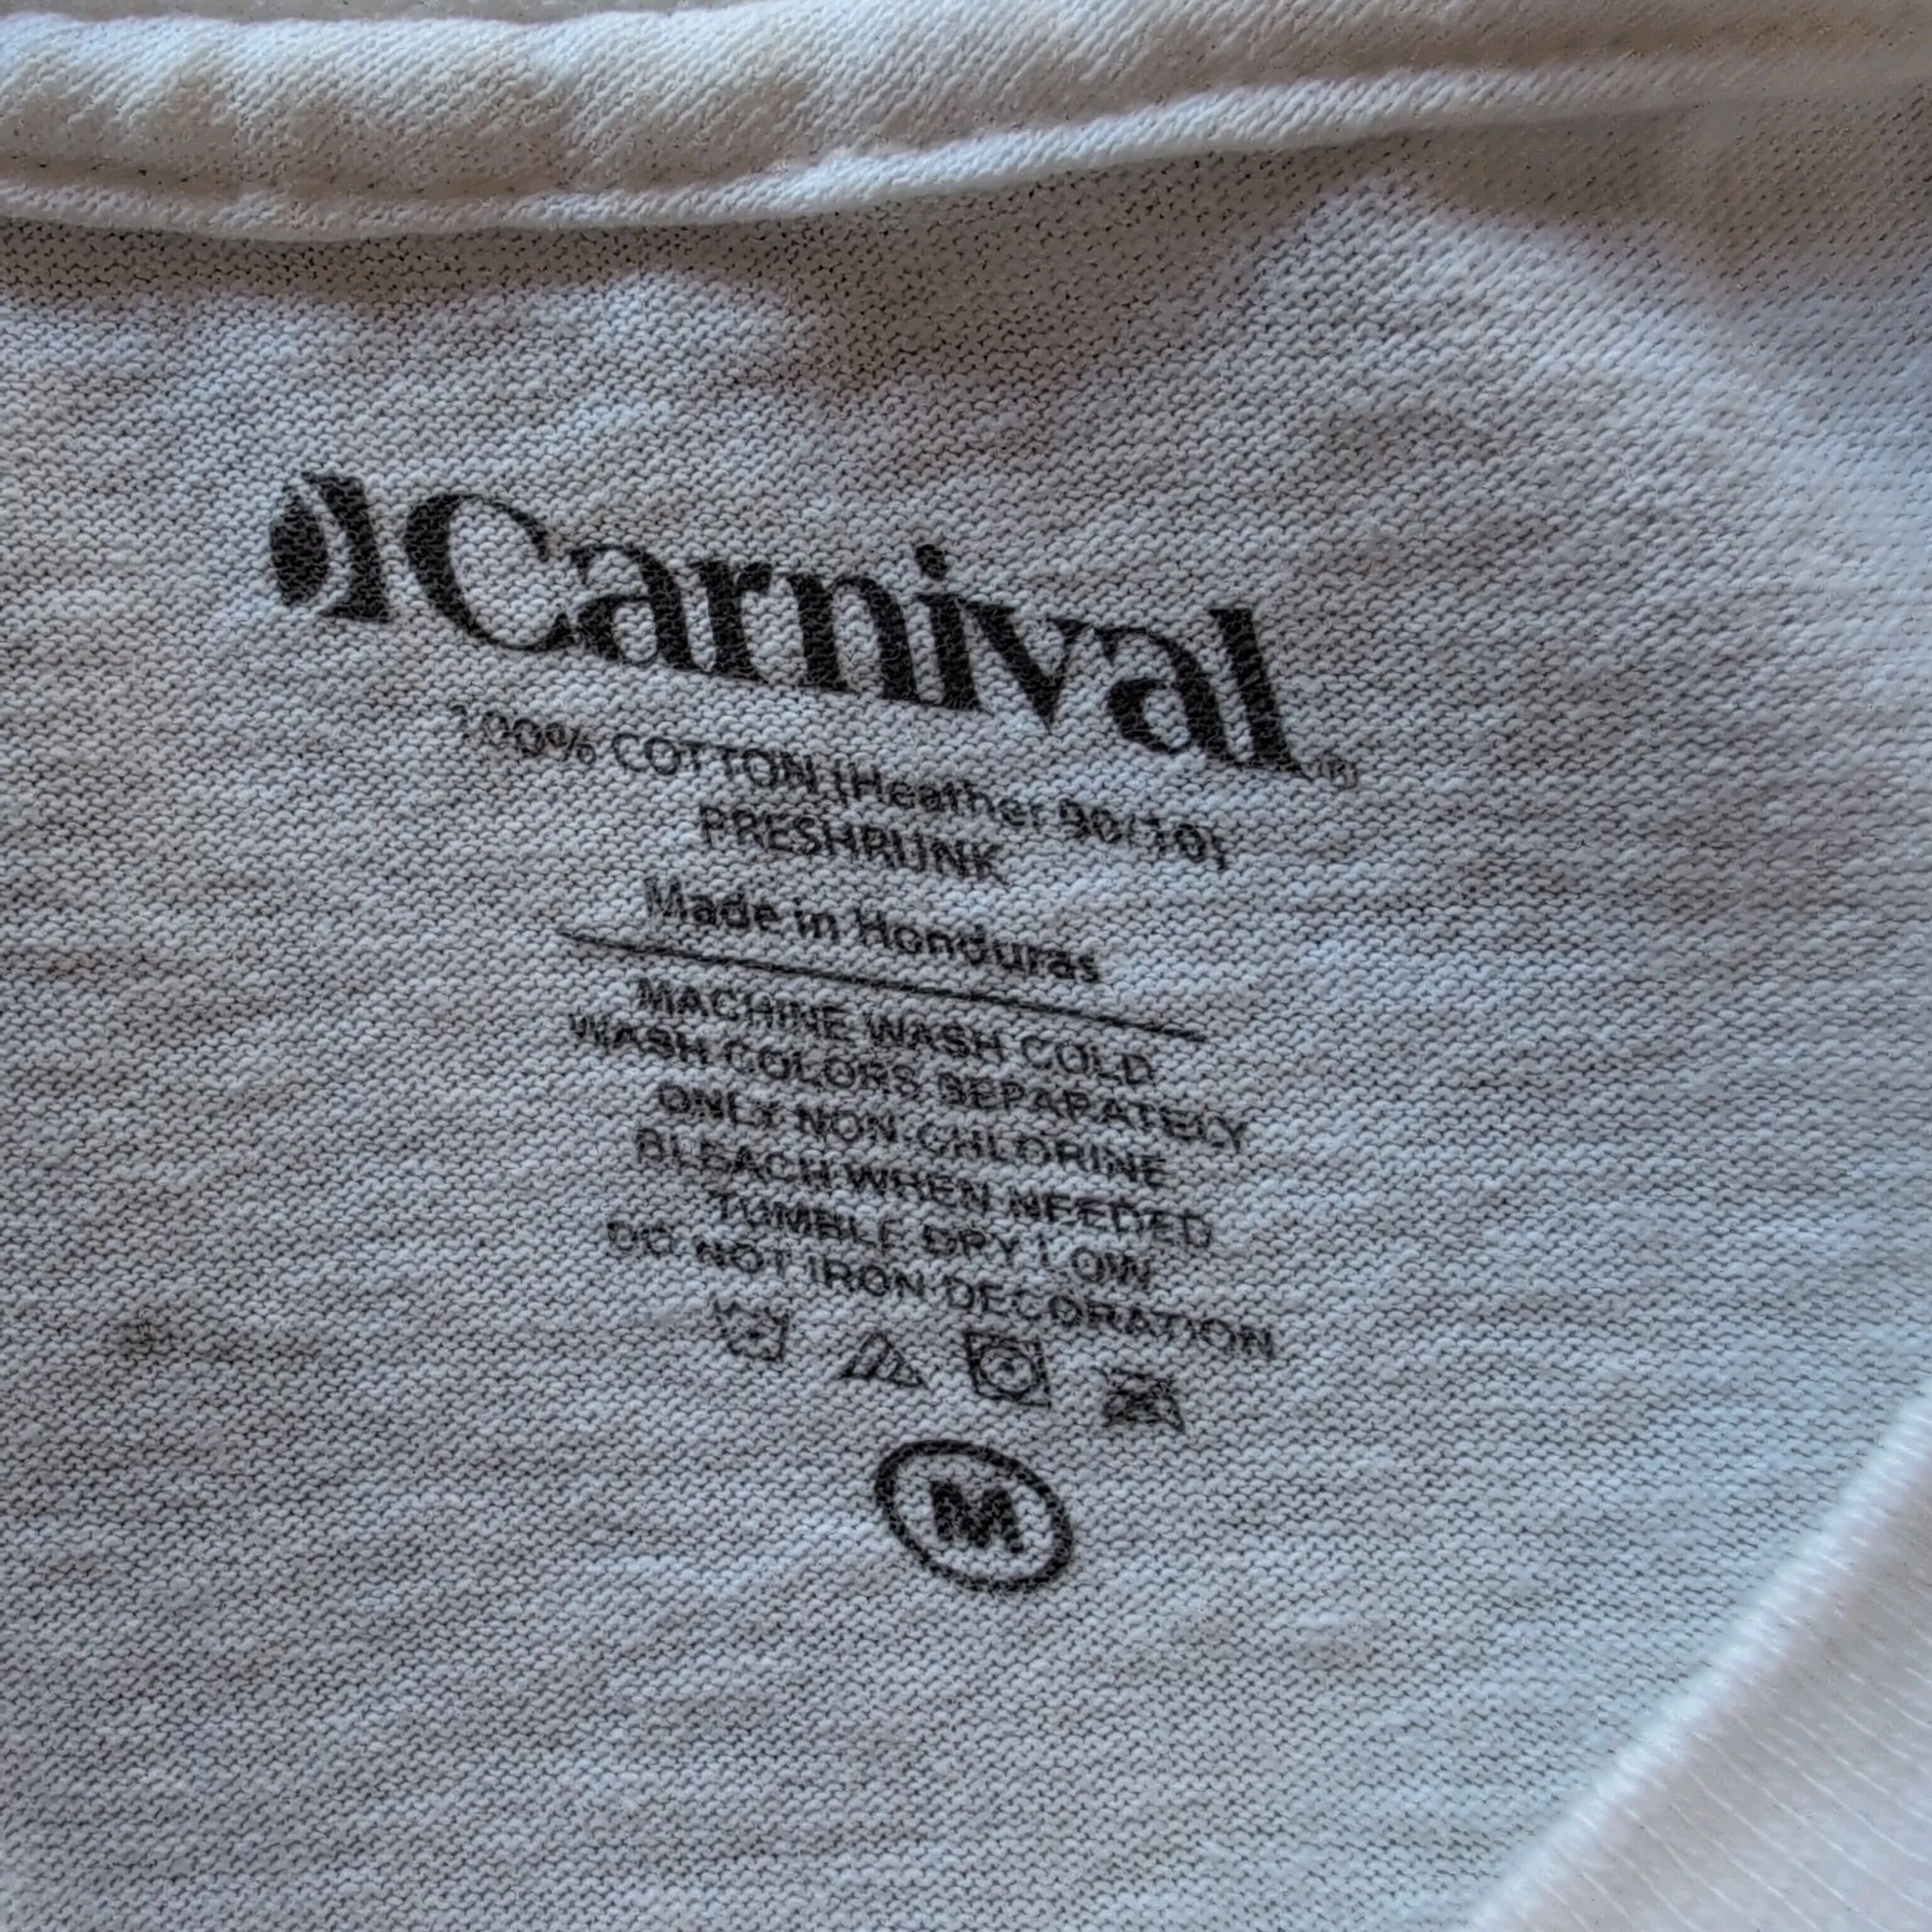 Carnival®
100% COTTON (Heather 90/10)
PRESHRUNK
Made in Honduras
MACHINE WASH COLD
WASH COLORS SEPARATELY
ONLY NON-CHLORINE
BLEACH WHEN NEEDED
TUMBLE DRY LOW
DO NOT IRON DECORATION
M